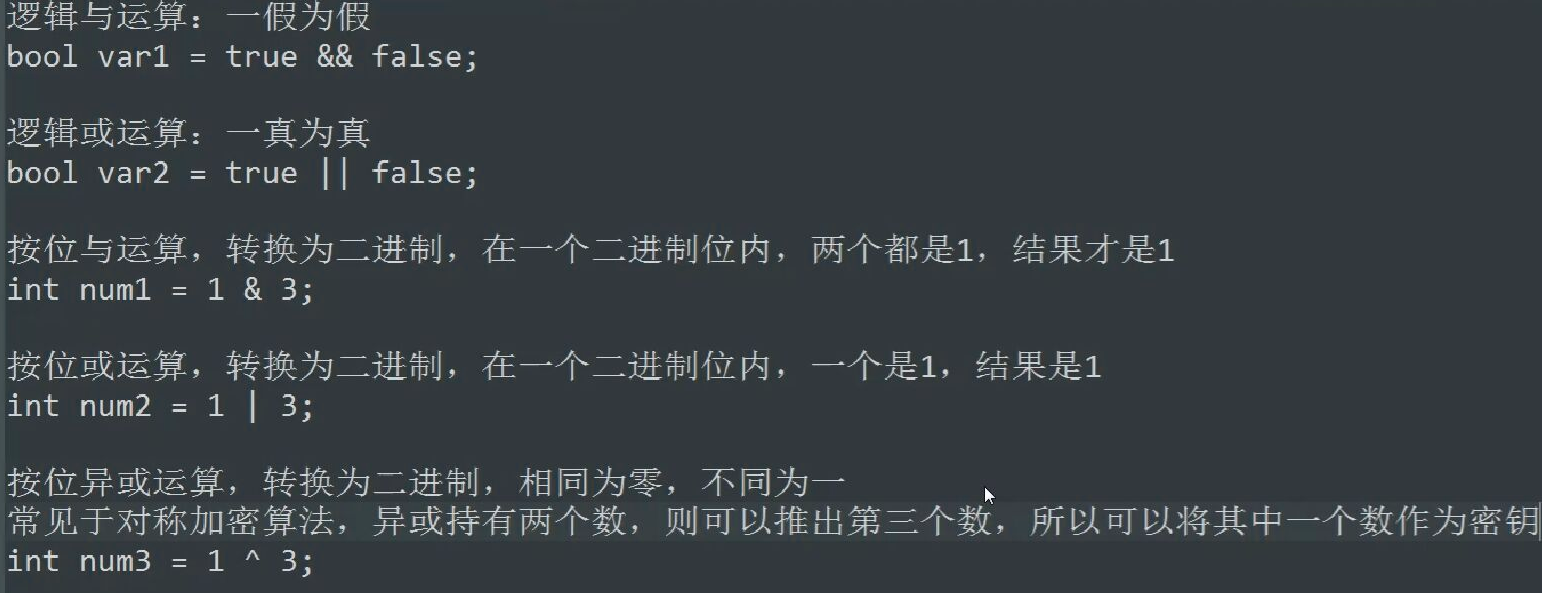 逻辑与运算：一假为假
bool var1 = true && false;
逻辑或运算：一真为真
bool var2 = true || false;
按位与运算，转换为二进制，在一个二进制位内，两个都是1，结果才是1
int num1 = 1 & 3;
按位或运算，转换为二进制，在一个二进制位内，一个是1，结果是1
int num2 = 1 | 3;
按位异或运算，转换为二进制，相同为零，不同为一
常见于对称加密算法，异或持有两个数，则可以推出第三个数，所以可以将其中一个数作为密钥
int num3 = 1 ^ 3;